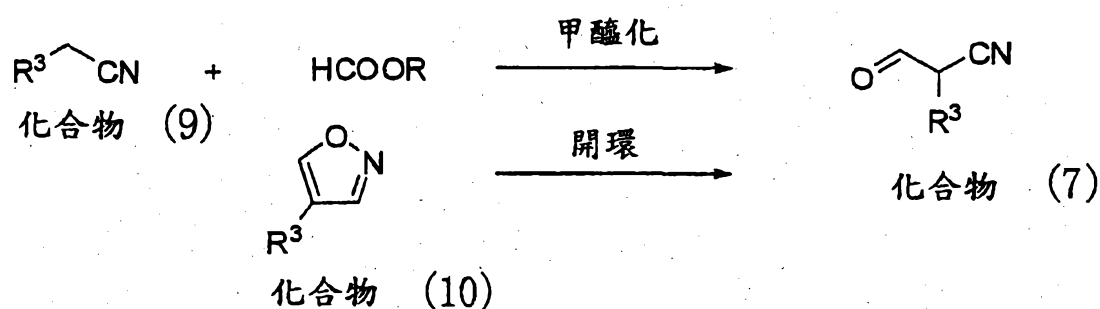 甲醯化
R³ CN + HCOOR O CN
R³
化合物 (9)
O
N
開環
R³
化合物 (7)
化合物 (10)